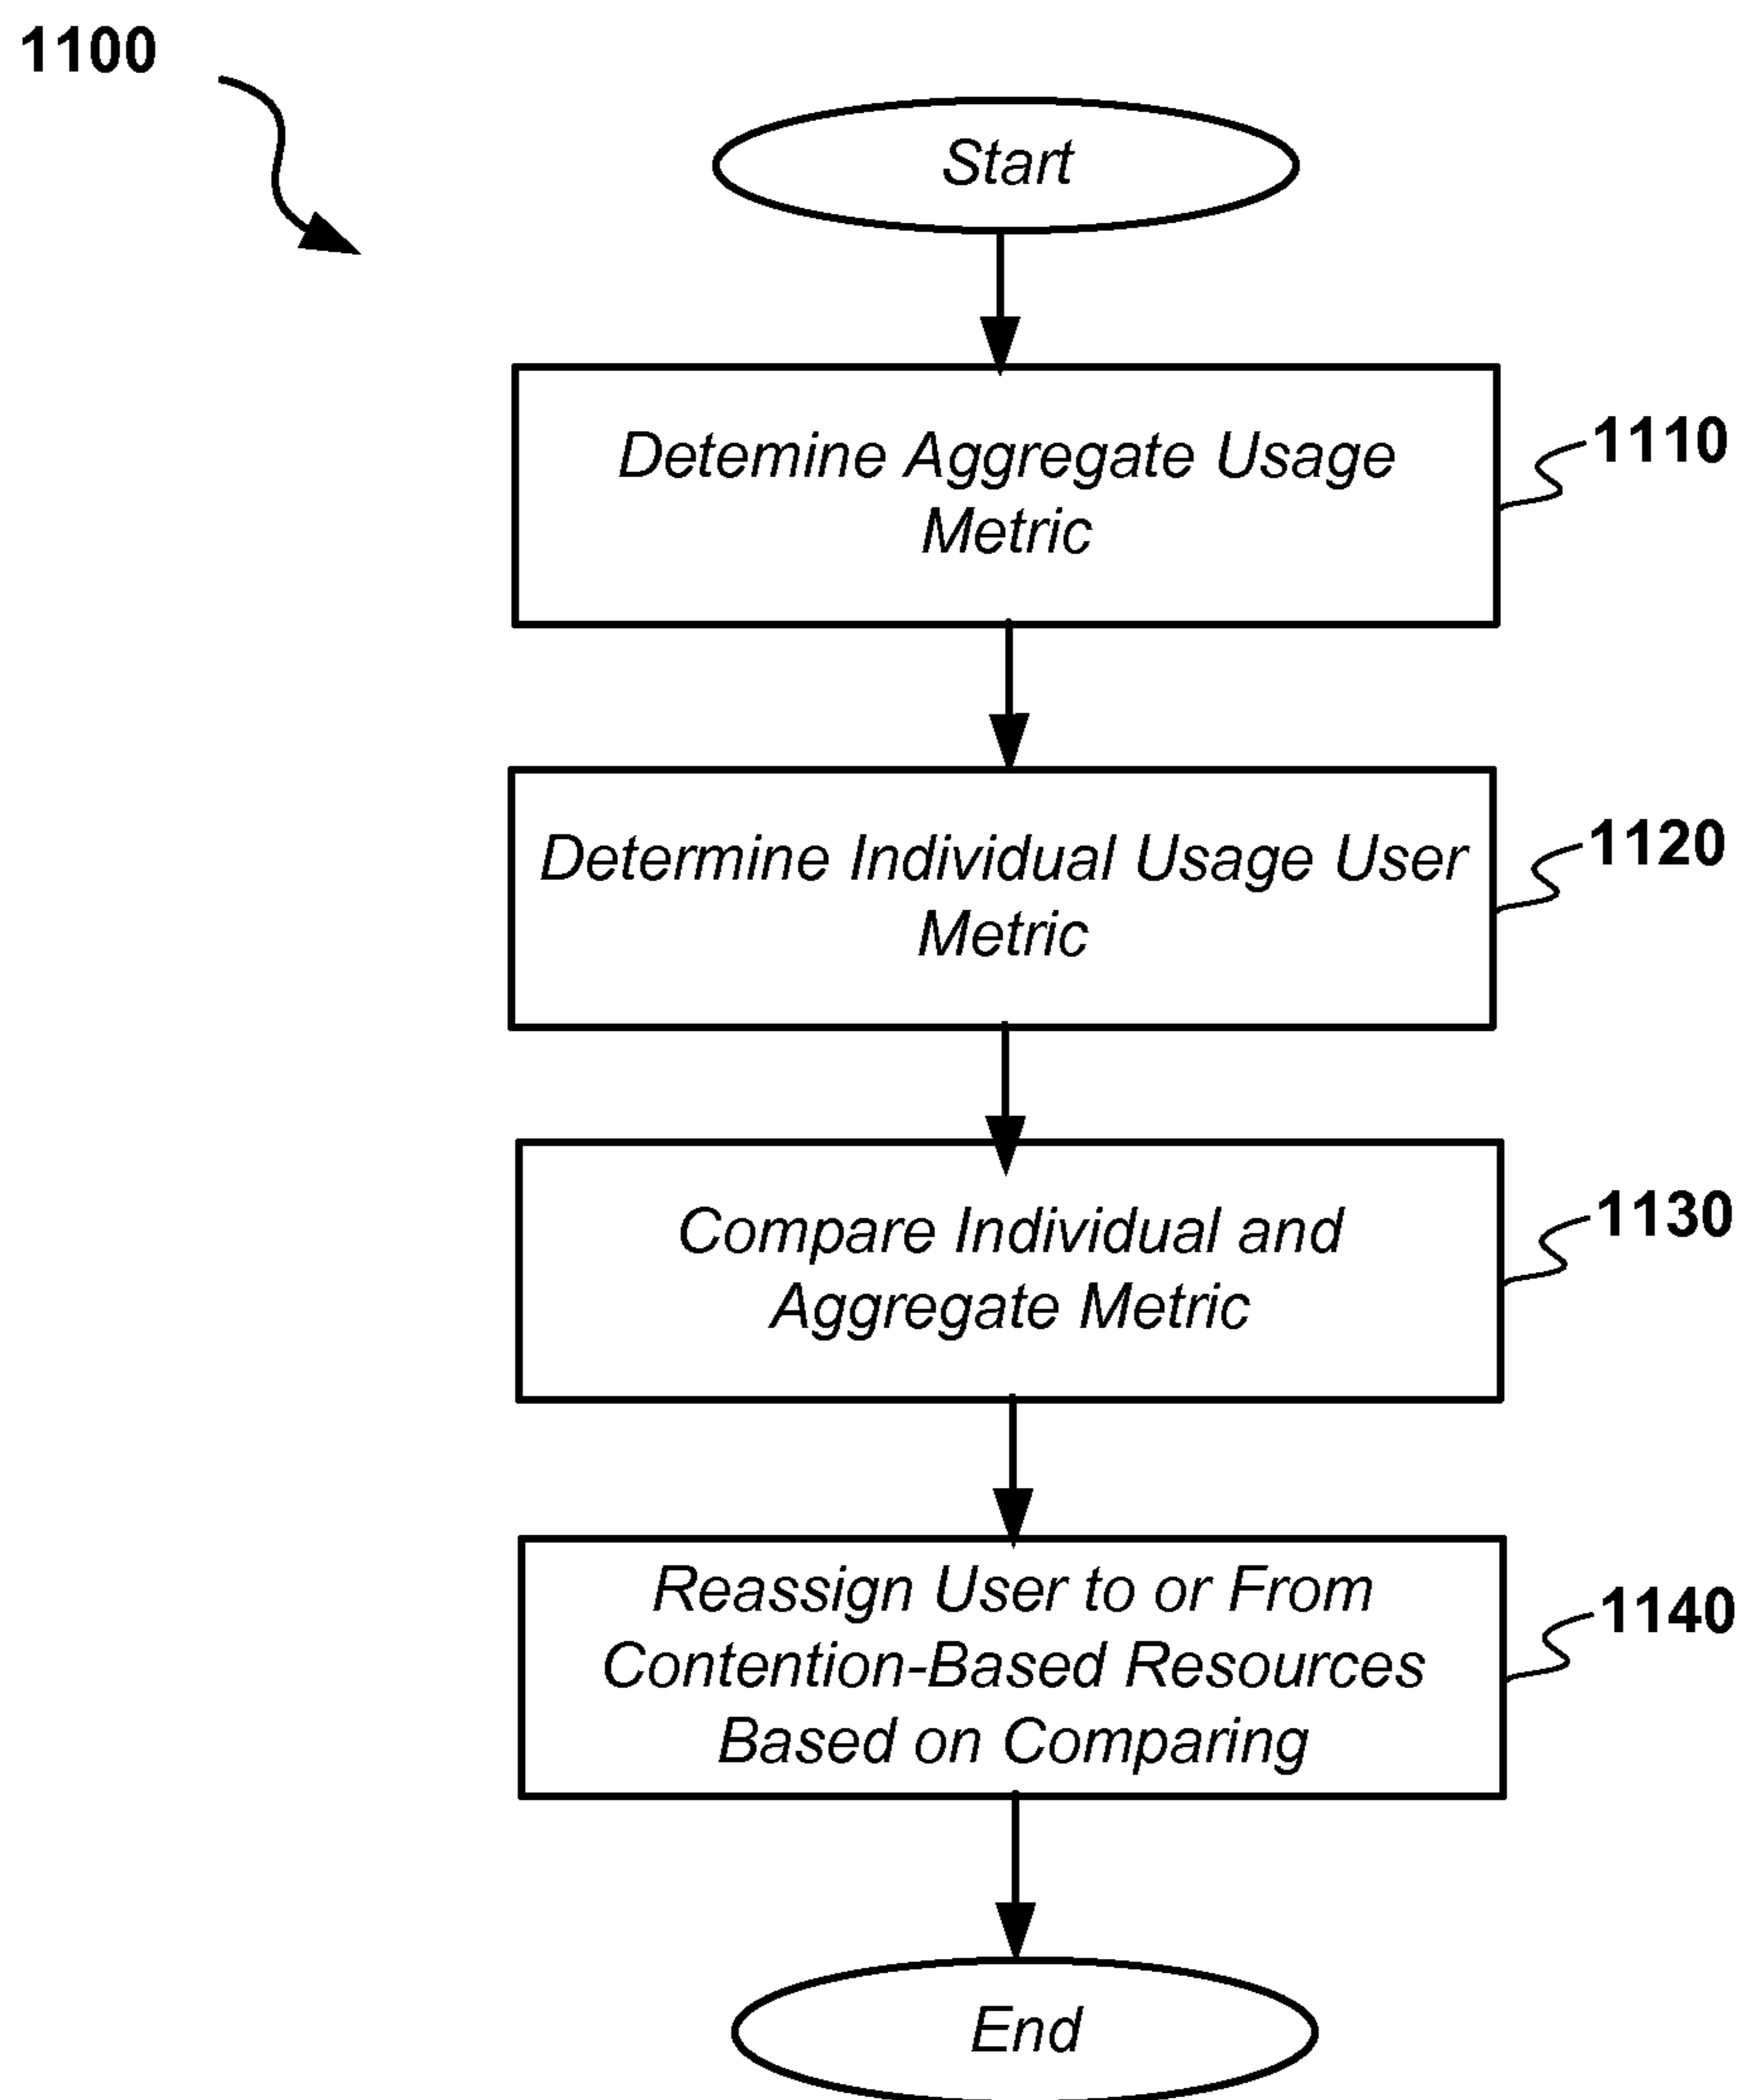 1100
Start
Detemine Aggregate Usage
Metric
1110
Determine Individual Usage User
Metric
1120
Compare Individual and
Aggregate Metric
1130
Reassign User to or From
Contention-Based Resources
Based on Comparing
1140
End